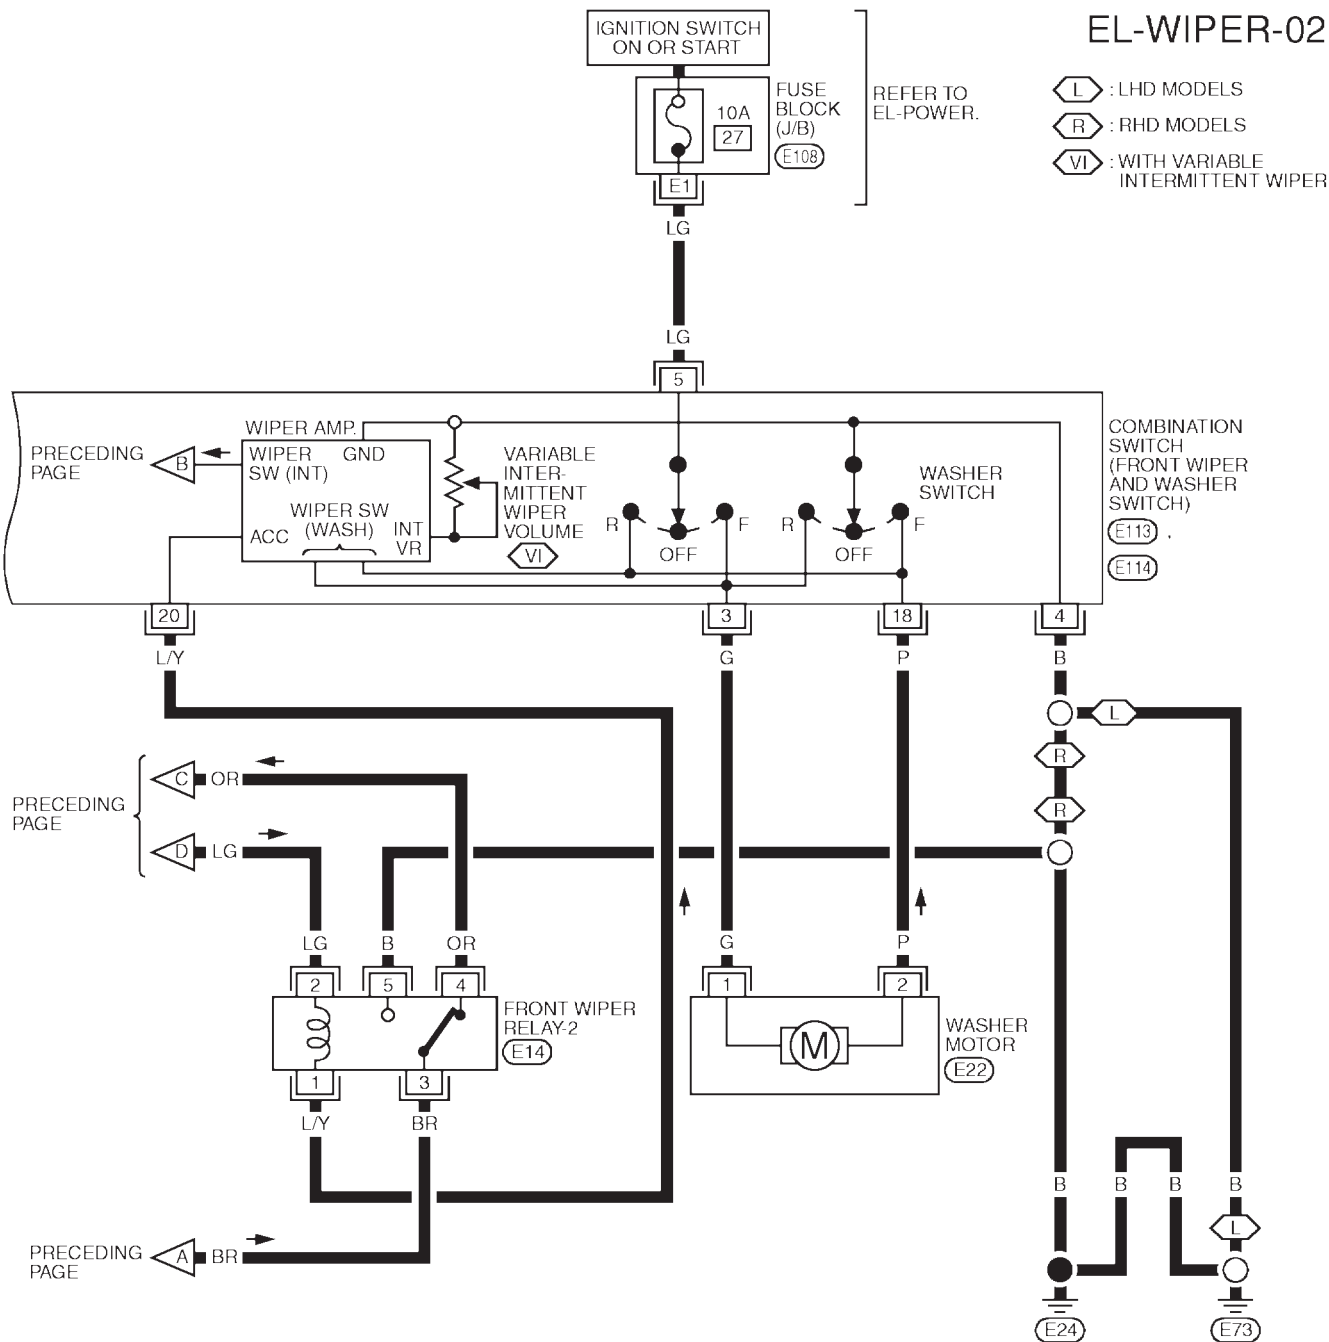 EL-WIPER-02
IGNITION SWITCH
ON OR START
FUSE
BLOCK
(J/B)
E108
10A
27
REFER TO
EL-POWER.
L : LHD MODELS
R : RHD MODELS
VI : WITH VARIABLE
INTERMITTENT WIPER
E1
LG
LG
5
PRECEDING
PAGE
B
WIPER AMP.
WIPER
SW (INT)
GND
WIPER SW
(WASH)
ACC
INT
VR
VARIABLE
INTER-
MITTENT
WIPER
VOLUME
VI
R
OFF
F
R
OFF
F
WASHER
SWITCH
COMBINATION
SWITCH
(FRONT WIPER
AND WASHER
SWITCH)
E113 .
E114
20
3
18
4
L/Y
G
P
B
L
R
R
PRECEDING
PAGE
C
OR
D
LG
LG
B
OR
G
P
2
5
4
1
2
FRONT WIPER
RELAY-2
E14
M
WASHER
MOTOR
E22
1
3
L/Y
BR
B
B
B
B
L
PRECEDING
PAGE
A
BR
E24
E73